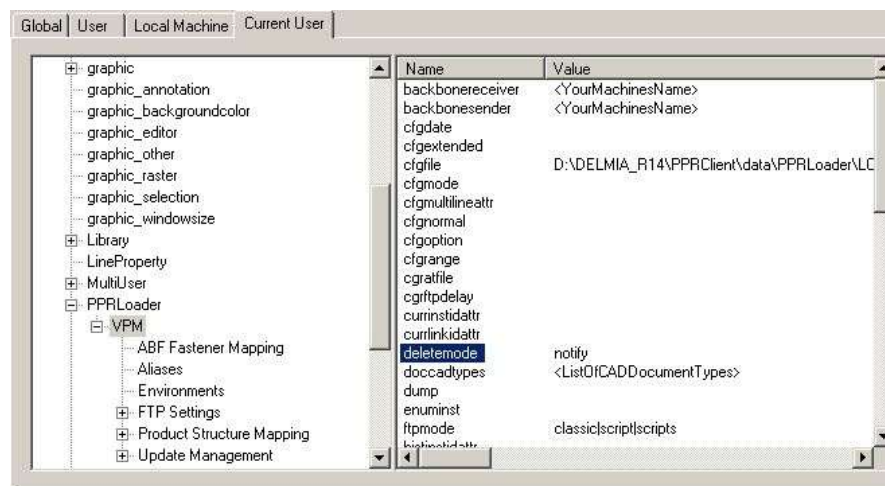 Global User Local Machine Current User
graphic
graphic_annotation
graphic_backgroundcolor
graphic_editor
graphic_other
graphic_raster
graphic_selection
graphic_windowsize
Library
LineProperty
MultiUser
PPRLoader
VPM
ABF Fastener Mapping
Aliases
Environments
FTP Settings
Product Structure Mapping
Update Management
Name Value
backbonereceiver <YourMachinesName>
backbonesender <YourMachinesName>
cfgdate
cfgextended
cfgfile D:\DELMIA_R14\PPRClient\data\PPRLoader\LC
cfgmode
cfgmultilineattr
cfgnormal
cfgoption
cfgrange
cgratfile
cgrftpdelay
currinstidattr
currlinkidattr
deletemode notify
doccadtypes <ListOfCADDocumentTypes>
dump
enuminst
ftpmode classic|script|scripts